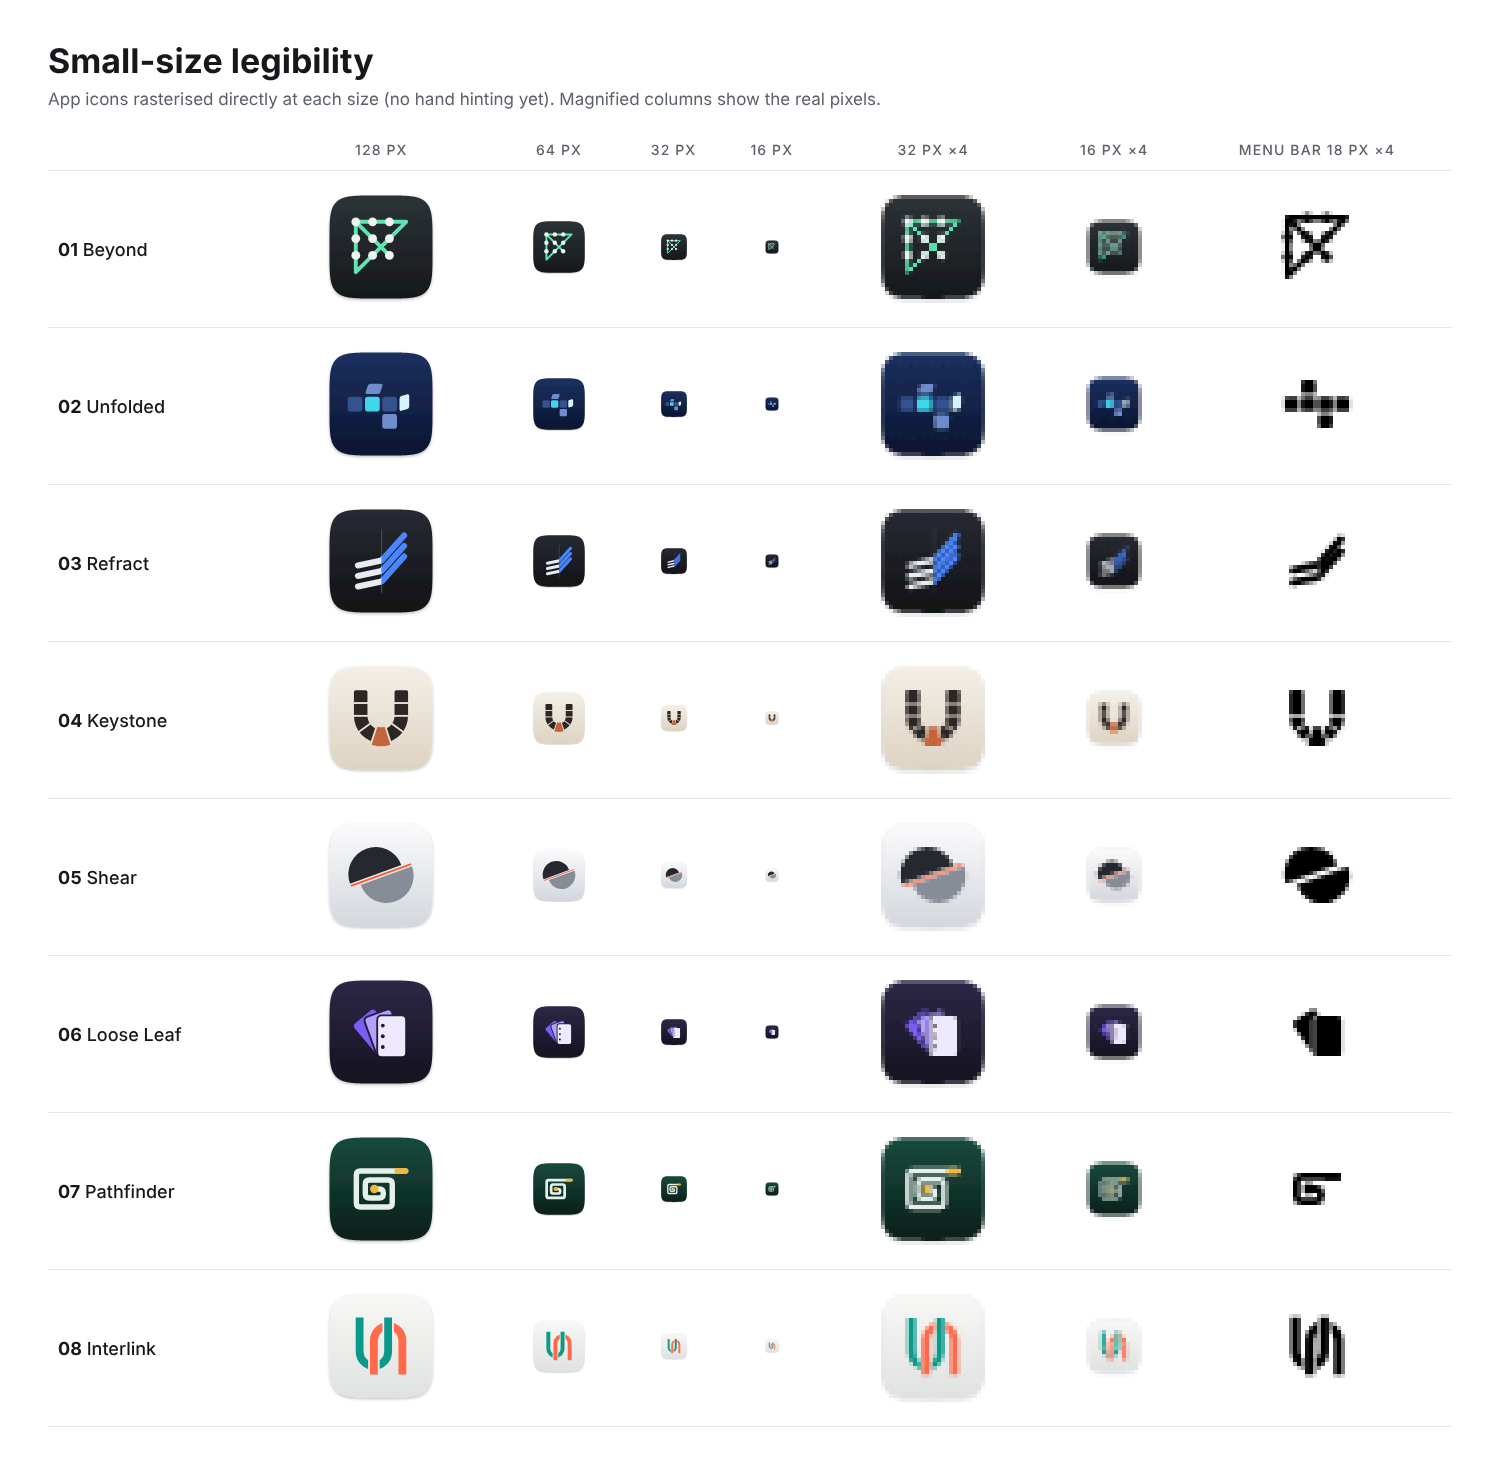 Small-size legibility
App icons rasterised directly at each size (no hand hinting yet). Magnified columns show the real pixels.
128 PX 64 PX 32 PX 16 PX 32 PX ×4 16 PX ×4 MENU BAR 18 PX ×4
01 Beyond
02 Unfolded
03 Refract
04 Keystone
05 Shear
06 Loose Leaf
07 Pathfinder
08 Interlink